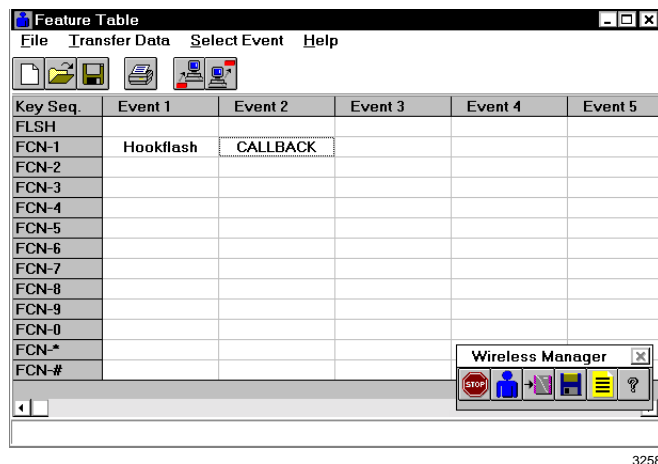 Feature Table
File Transfer Data Select Event Help
Key Seq. Event 1 Event 2 Event 3 Event 4 Event 5
FLSH
FCN-1 Hookflash CALLBACK
FCN-2
FCN-3
FCN-4
FCN-5
FCN-6
FCN-7
FCN-8
FCN-9
FCN-0
FCN-*
FCN-#
Wireless Manager
STOP ?
3258